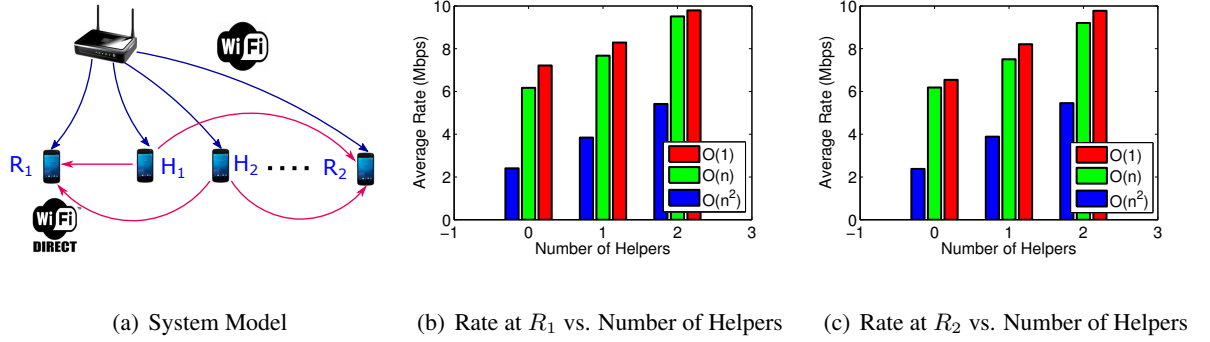 WiFi
R1
H1
H2
....
R2
WiFi™
DIRECT
(a) System Model
10
8
6
4
2
0
Average Rate (Mbps)
−1
0
1
2
3
Number of Helpers
O(1)
O(n)
O(n²)
(b) Rate at R1 vs. Number of Helpers
10
8
6
4
2
0
Average Rate (Mbps)
−1
0
1
2
3
Number of Helpers
O(1)
O(n)
O(n²)
(c) Rate at R2 vs. Number of Helpers